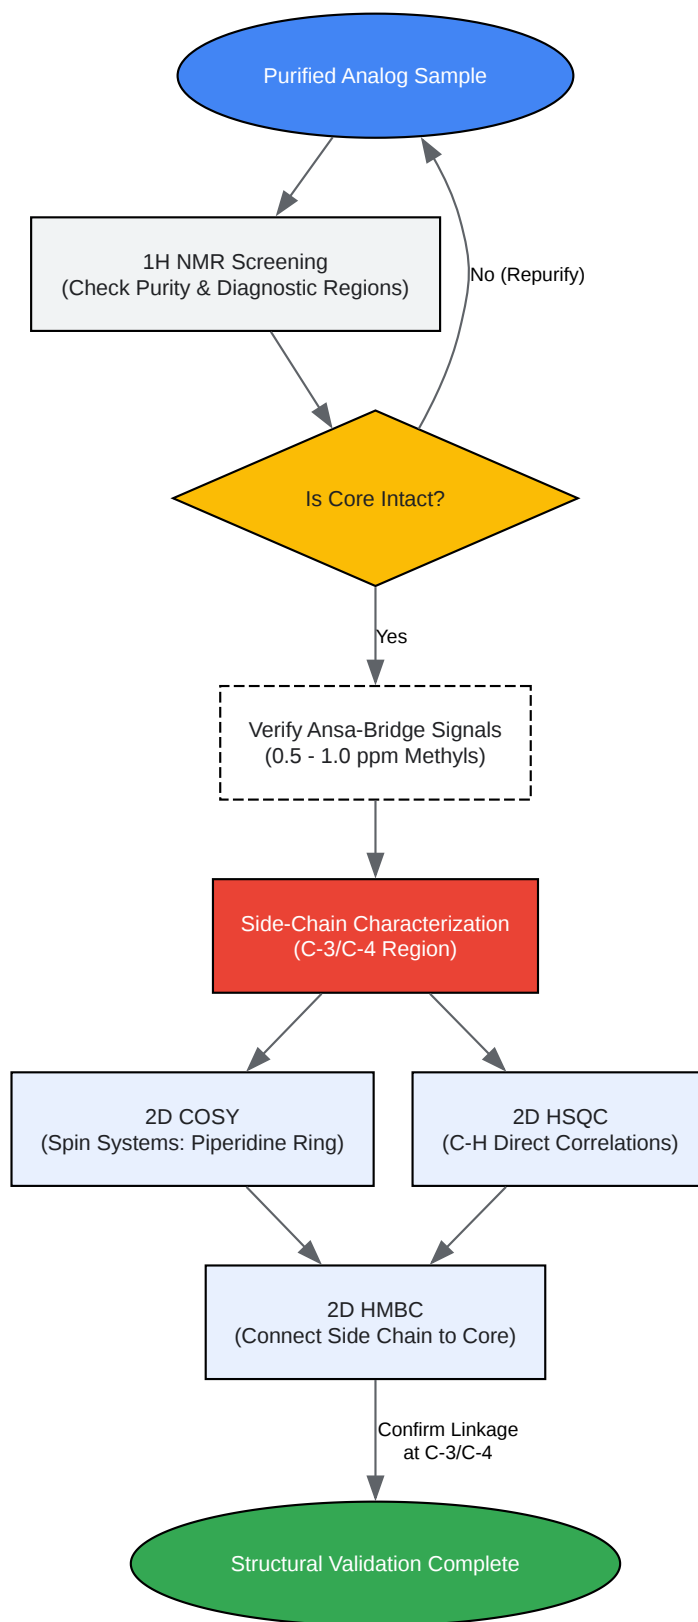 Purified Analog Sample
1H NMR Screening
(Check Purity & Diagnostic Regions)
No (Repurify)
Is Core Intact?
Yes
Verify Ansa-Bridge Signals
(0.5 - 1.0 ppm Methyls)
Side-Chain Characterization
(C-3/C-4 Region)
2D COSY
(Spin Systems: Piperidine Ring)
2D HSQC
(C-H Direct Correlations)
2D HMBC
(Connect Side Chain to Core)
Confirm Linkage
at C-3/C-4
Structural Validation Complete